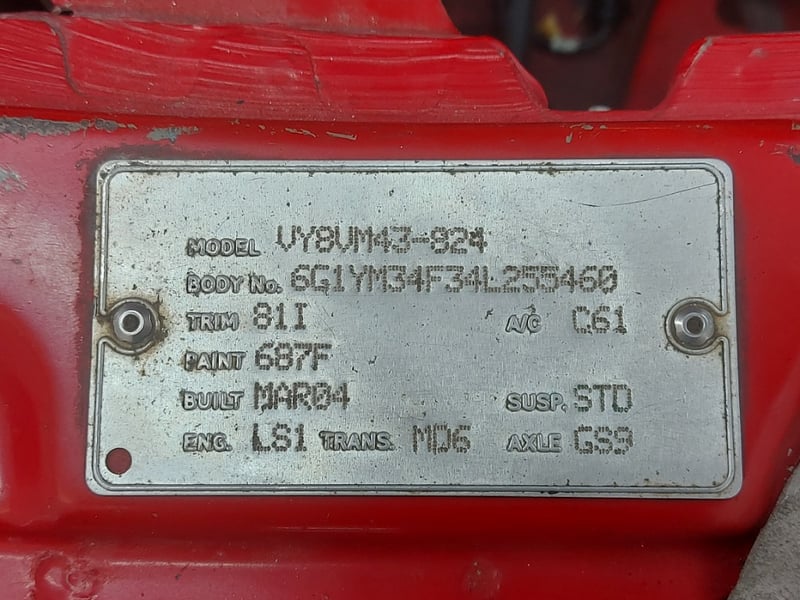 MODEL VY8VM43-824
BODY No. 6G1YM34F34L255460
TRIM 81I A/C C61
PAINT 687F
BUILT MAR04 SUSP. STD
ENG. LS1 TRANS. MD6 AXLE GS9